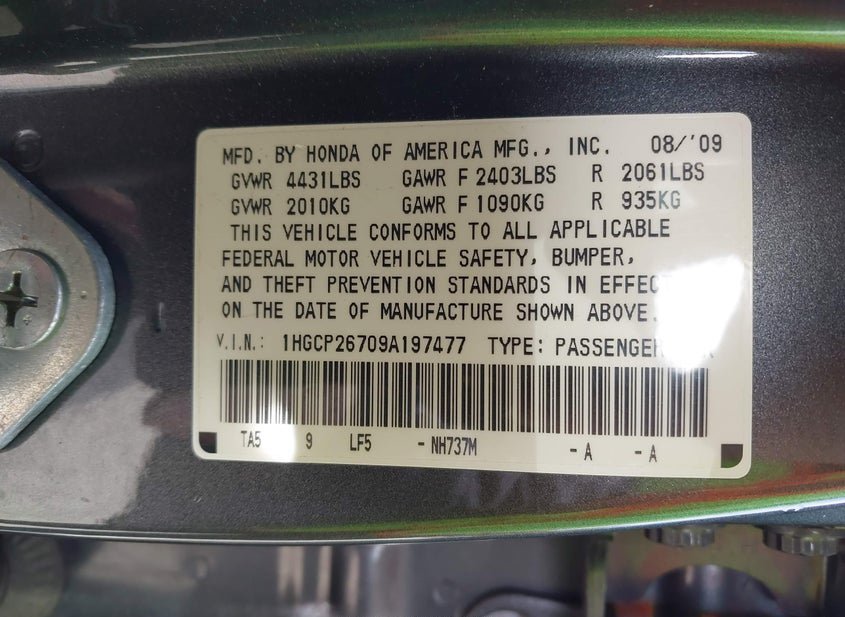 MFD. BY HONDA OF AMERICA MFG., INC. 08/'09
GVWR 4431LBS GAWR F 2403LBS R 2061LBS
GVWR 2010KG GAWR F 1090KG R 935KG
THIS VEHICLE CONFORMS TO ALL APPLICABLE
FEDERAL MOTOR VEHICLE SAFETY, BUMPER,
AND THEFT PREVENTION STANDARDS IN
ON THE DATE OF MANUFACTURE SHOWN ABOVE.
V.I.N.: 1HGCP26709A197477 TYPE: PASSENGER
TA5 9 LF5 - NH737M - A - A